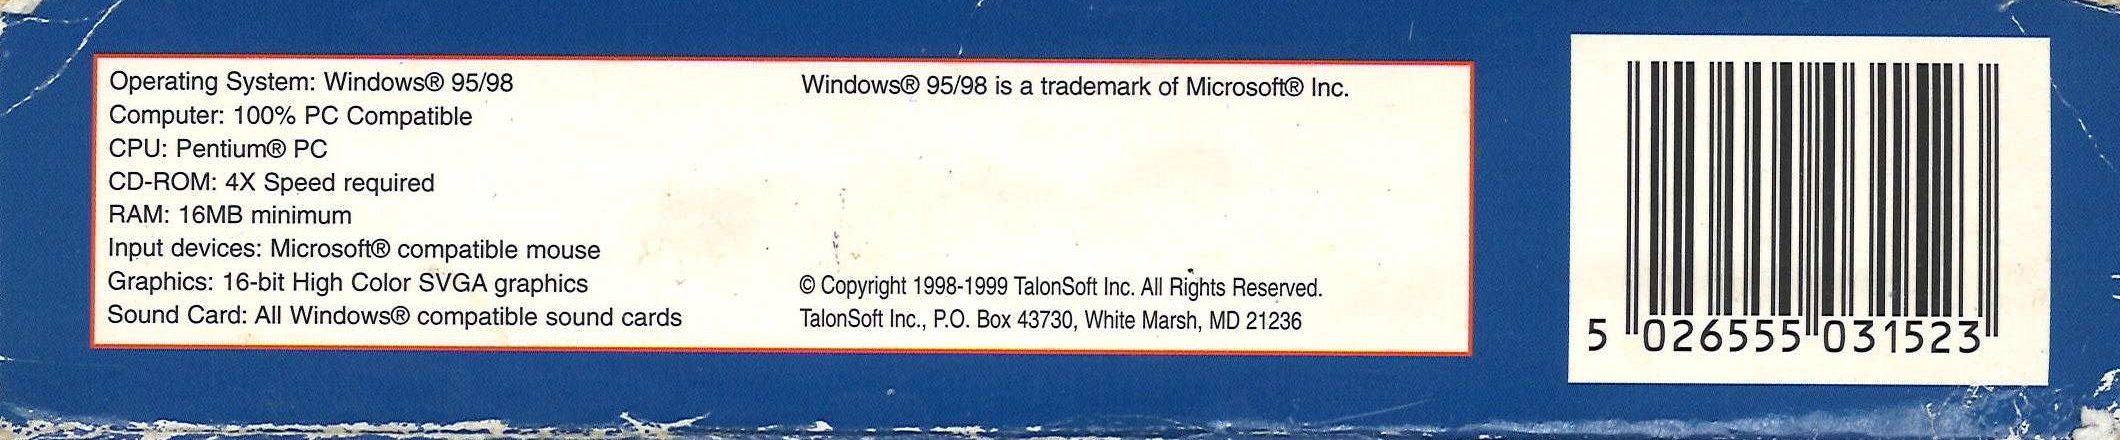 Operating System: Windows® 95/98
Computer: 100% PC Compatible
CPU: Pentium® PC
CD-ROM: 4X Speed required
RAM: 16MB minimum
Input devices: Microsoft® compatible mouse
Graphics: 16-bit High Color SVGA graphics
Sound Card: All Windows® compatible sound cards
Windows® 95/98 is a trademark of Microsoft® Inc.
© Copyright 1998-1999 TalonSoft Inc. All Rights Reserved.
TalonSoft Inc., P.O. Box 43730, White Marsh, MD 21236
5 026555 031523